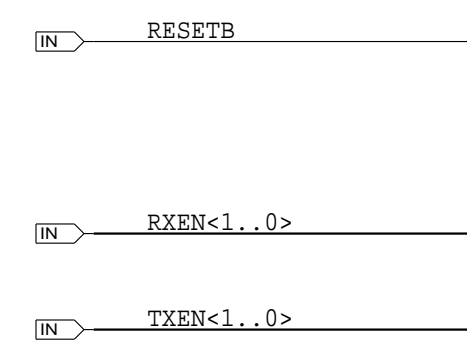 RESETB
IN
RXEN<1..0>
IN
TXEN<1..0>
IN